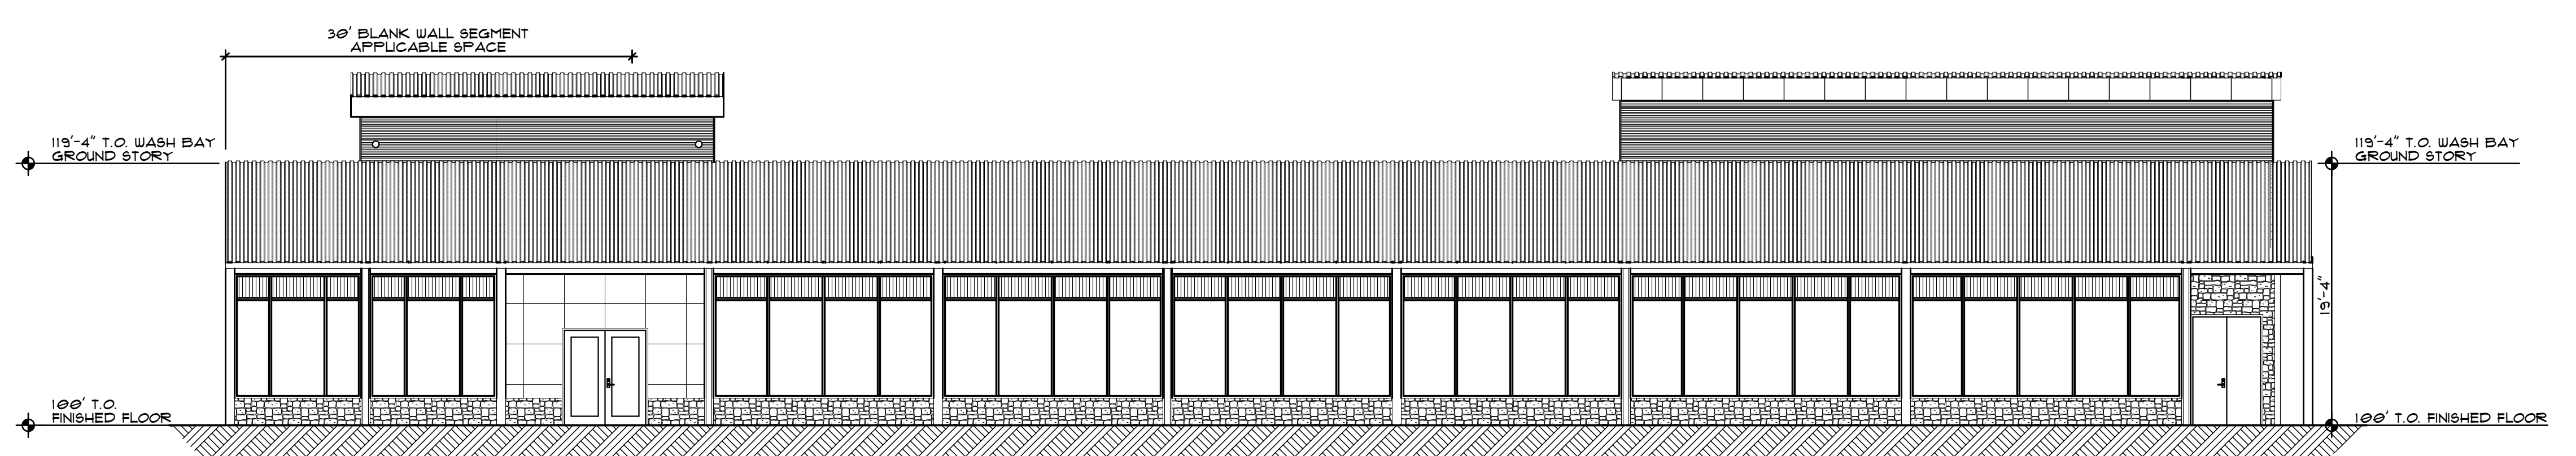 30' BLANK WALL SEGMENT
APPLICABLE SPACE
119'-4" T.O. WASH BAY
GROUND STORY
119'-4" T.O. WASH BAY
GROUND STORY
19'-4"
100' T.O.
FINISHED FLOOR
100' T.O. FINISHED FLOOR